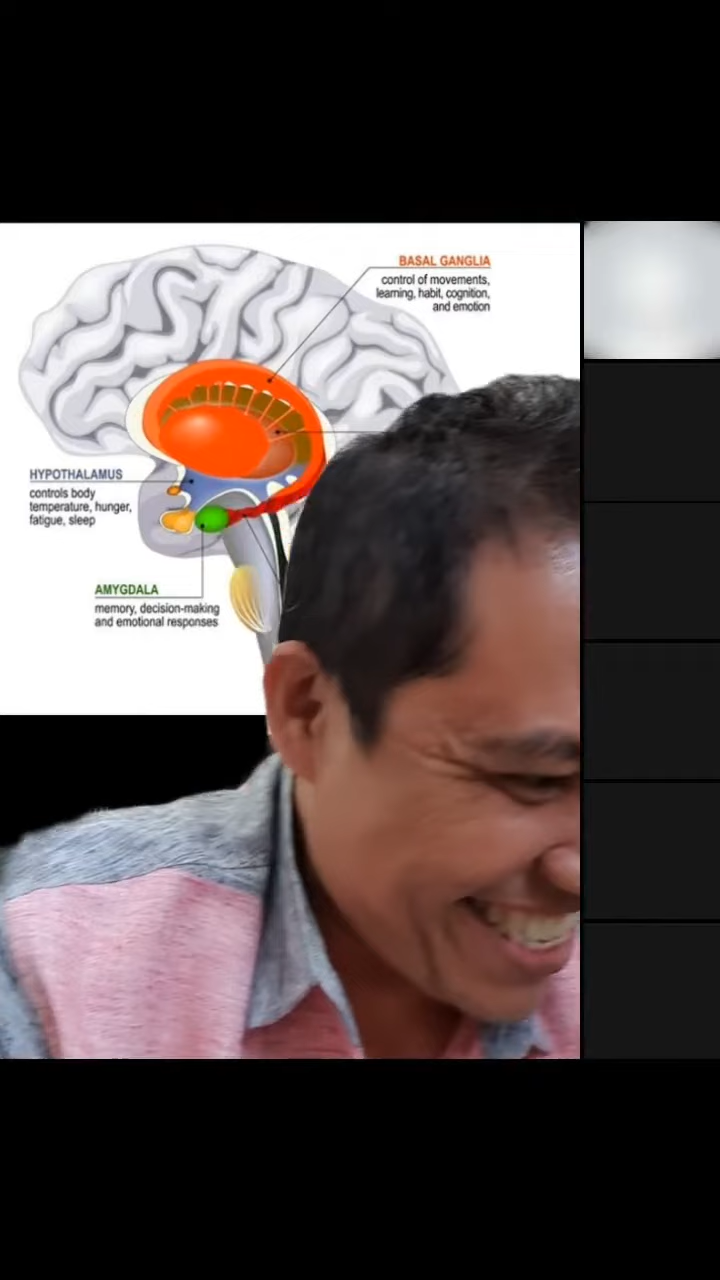 BASAL GANGLIA
control of movements,
learning, habit, cognition,
and emotion
HYPOTHALAMUS
controls body
temperature, hunger,
fatigue, sleep
AMYGDALA
memory, decision-making
and emotional responses